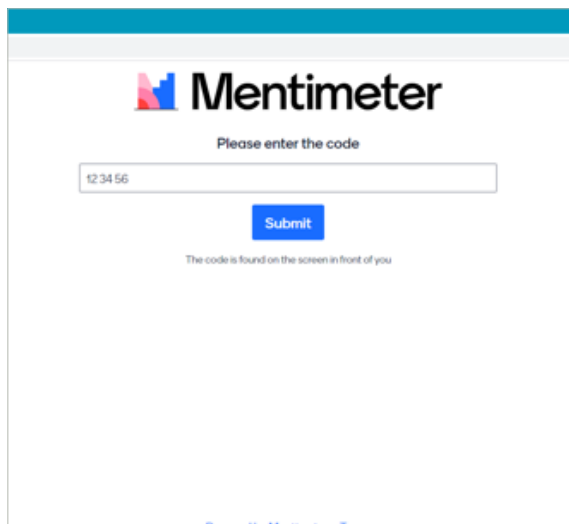 Mentimeter
Please enter the code
12 34 56
Submit
The code is found on the screen in front of you